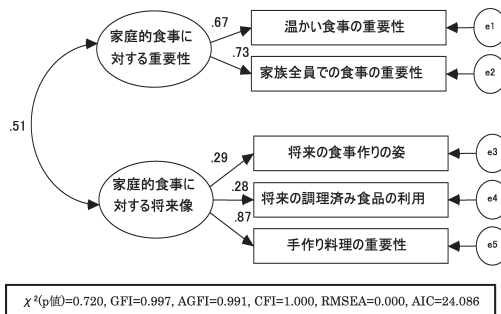 家庭的食事に
対する重要性
.67
温かい食事の重要性
e1
.73
家族全員での食事の重要性
e2
.51
家庭的食事に
対する将来像
.29
将来の食事作りの姿
e3
.28
将来の調理済み食品の利用
e4
.87
手作り料理の重要性
e5
χ²(p値)=0.720, GFI=0.997, AGFI=0.991, CFI=1.000, RMSEA=0.000, AIC=24.086